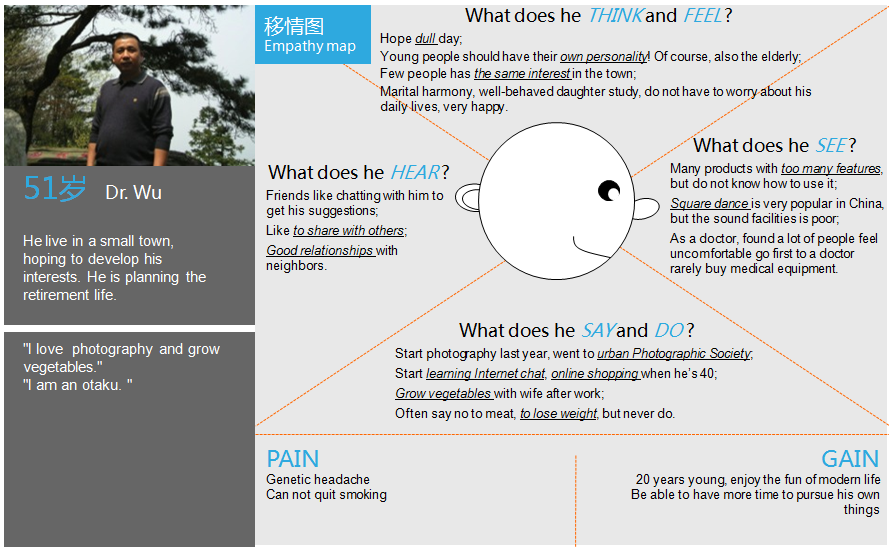 移情图
Empathy map
What does he THINK and FEEL?
Hope dull day;
Young people should have their own personality! Of course, also the elderly;
Few people has the same interest in the town;
Marital harmony, well-behaved daughter study, do not have to worry about his
daily lives, very happy.
51岁 Dr. Wu
He live in a small town,
hoping to develop his
interests. He is planning the
retirement life.
"I love photography and grow
vegetables."
"I am an otaku. "
What does he HEAR?
Friends like chatting with him to
get his suggestions;
Like to share with others;
Good relationships with
neighbors.
What does he SEE?
Many products with too many features,
but do not know how to use it;
Square dance is very popular in China,
but the sound facilities is poor;
As a doctor, found a lot of people feel
uncomfortable go first to a doctor
rarely buy medical equipment.
What does he SAY and DO?
Start photography last year, went to urban Photographic Society;
Start learning Internet chat, online shopping when he's 40;
Grow vegetables with wife after work;
Often say no to meat, to lose weight, but never do.
PAIN
Genetic headache
Can not quit smoking
GAIN
20 years young, enjoy the fun of modern life
Be able to have more time to pursue his own
things